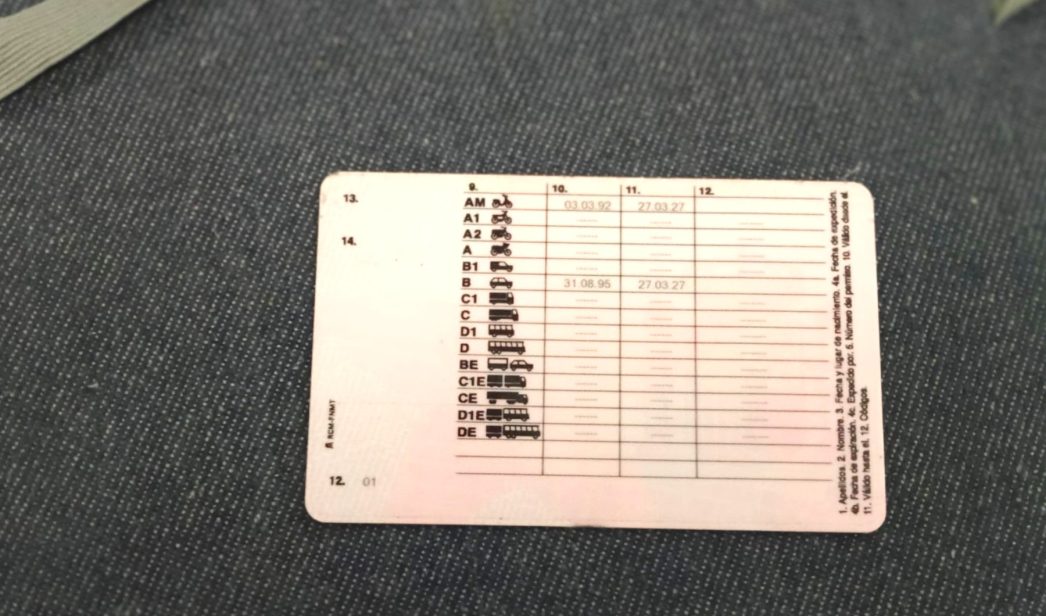 13.
14.
9. 10. 11. 12.
AM 03.03.92 27.03.27
A1
A2
A
B1
B 31.08.95 27.03.27
C1
C
D1
D
BE
C1E
CE
D1E
DE
RCM-FNMT
12. 01
1. Apellidos. 2. Nombre. 3. Fecha y lugar de nacimiento. 4a. Fecha de expedición.
4b. Fecha de expiración. 4c. Expedido por. 5. Número del permiso. 10. Válido desde el.
11. Válido hasta el. 12. Códigos.